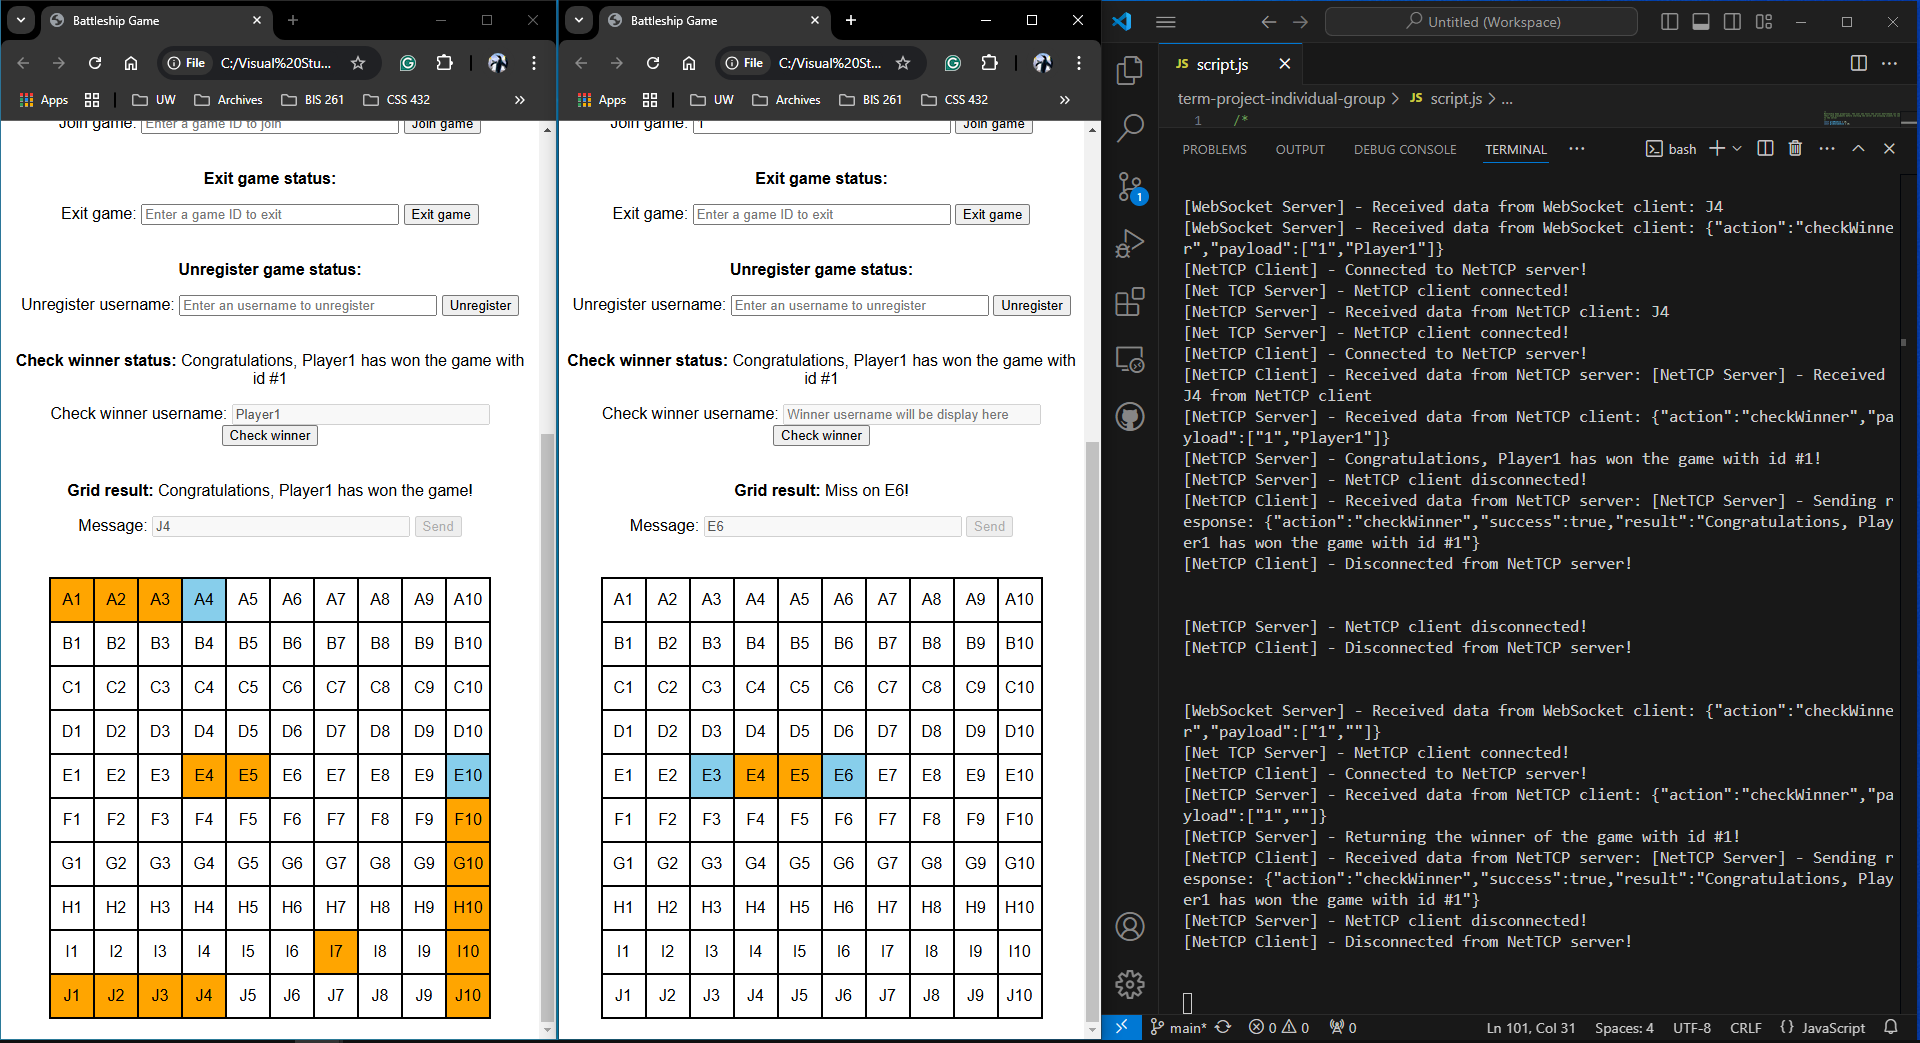 Battleship Game
File C:/Visual%20Stu...
Apps UW Archives BIS 261 CSS 432 »
Join game: Enter a game ID to join Join game
Exit game status:
Exit game: Enter a game ID to exit Exit game
Unregister game status:
Unregister username: Enter an username to unregister Unregister
Check winner status: Congratulations, Player1 has won the game with
id #1
Check winner username: Player1
Check winner
Grid result: Congratulations, Player1 has won the game!
Message: J4 Send
A1 A2 A3 A4 A5 A6 A7 A8 A9 A10
B1 B2 B3 B4 B5 B6 B7 B8 B9 B10
C1 C2 C3 C4 C5 C6 C7 C8 C9 C10
D1 D2 D3 D4 D5 D6 D7 D8 D9 D10
E1 E2 E3 E4 E5 E6 E7 E8 E9 E10
F1 F2 F3 F4 F5 F6 F7 F8 F9 F10
G1 G2 G3 G4 G5 G6 G7 G8 G9 G10
H1 H2 H3 H4 H5 H6 H7 H8 H9 H10
I1 I2 I3 I4 I5 I6 I7 I8 I9 I10
J1 J2 J3 J4 J5 J6 J7 J8 J9 J10
Battleship Game
File C:/Visual%20St...
Apps UW Archives BIS 261 CSS 432 »
Join game: 1 Join game
Exit game status:
Exit game: Enter a game ID to exit Exit game
Unregister game status:
Unregister username: Enter an username to unregister Unregister
Check winner status: Congratulations, Player1 has won the game with
id #1
Check winner username: Winner username will be display here
Check winner
Grid result: Miss on E6!
Message: E6 Send
A1 A2 A3 A4 A5 A6 A7 A8 A9 A10
B1 B2 B3 B4 B5 B6 B7 B8 B9 B10
C1 C2 C3 C4 C5 C6 C7 C8 C9 C10
D1 D2 D3 D4 D5 D6 D7 D8 D9 D10
E1 E2 E3 E4 E5 E6 E7 E8 E9 E10
F1 F2 F3 F4 F5 F6 F7 F8 F9 F10
G1 G2 G3 G4 G5 G6 G7 G8 G9 G10
H1 H2 H3 H4 H5 H6 H7 H8 H9 H10
I1 I2 I3 I4 I5 I6 I7 I8 I9 I10
J1 J2 J3 J4 J5 J6 J7 J8 J9 J10
Untitled (Workspace)
JS script.js
term-project-individual-group > JS script.js > ...
1 /*
PROBLEMS OUTPUT DEBUG CONSOLE TERMINAL ... bash
1
[WebSocket Server] - Received data from WebSocket client: J4
[WebSocket Server] - Received data from WebSocket client: {"action":"checkWinne
r","payload":["1","Player1"]}
[NetTCP Client] - Connected to NetTCP server!
[Net TCP Server] - NetTCP client connected!
[NetTCP Server] - Received data from NetTCP client: J4
[Net TCP Server] - NetTCP client connected!
[NetTCP Client] - Connected to NetTCP server!
[NetTCP Client] - Received data from NetTCP server: [NetTCP Server] - Received
J4 from NetTCP client
[NetTCP Server] - Received data from NetTCP client: {"action":"checkWinner","pa
yload":["1","Player1"]}
[NetTCP Server] - Congratulations, Player1 has won the game with id #1!
[NetTCP Server] - NetTCP client disconnected!
[NetTCP Client] - Received data from NetTCP server: [NetTCP Server] - Sending r
esponse: {"action":"checkWinner","success":true,"result":"Congratulations, Play
er1 has won the game with id #1"}
[NetTCP Client] - Disconnected from NetTCP server!
[NetTCP Server] - NetTCP client disconnected!
[NetTCP Client] - Disconnected from NetTCP server!
[WebSocket Server] - Received data from WebSocket client: {"action":"checkWinne
r","payload":["1",""]}
[Net TCP Server] - NetTCP client connected!
[NetTCP Client] - Connected to NetTCP server!
[NetTCP Server] - Received data from NetTCP client: {"action":"checkWinner","pa
yload":["1",""]}
[NetTCP Server] - Returning the winner of the game with id #1!
[NetTCP Client] - Received data from NetTCP server: [NetTCP Server] - Sending r
esponse: {"action":"checkWinner","success":true,"result":"Congratulations, Play
er1 has won the game with id #1"}
[NetTCP Server] - NetTCP client disconnected!
[NetTCP Client] - Disconnected from NetTCP server!
main* 0 0 0 Ln 101, Col 31 Spaces: 4 UTF-8 CRLF {} JavaScript